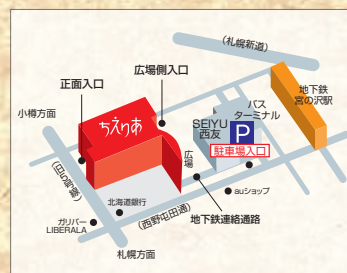 (札幌新道)
広場側入口
正面入口
地下鉄
宮の沢駅
小樽方面
ちえりあ
SEIYU
西友
バス
ターミナル
P
駐車場入口
広場
(旧5号線)
auショップ
北海道銀行
(西野屯田通)
地下鉄連絡通路
ガリバー
LIBERALA
札幌方面